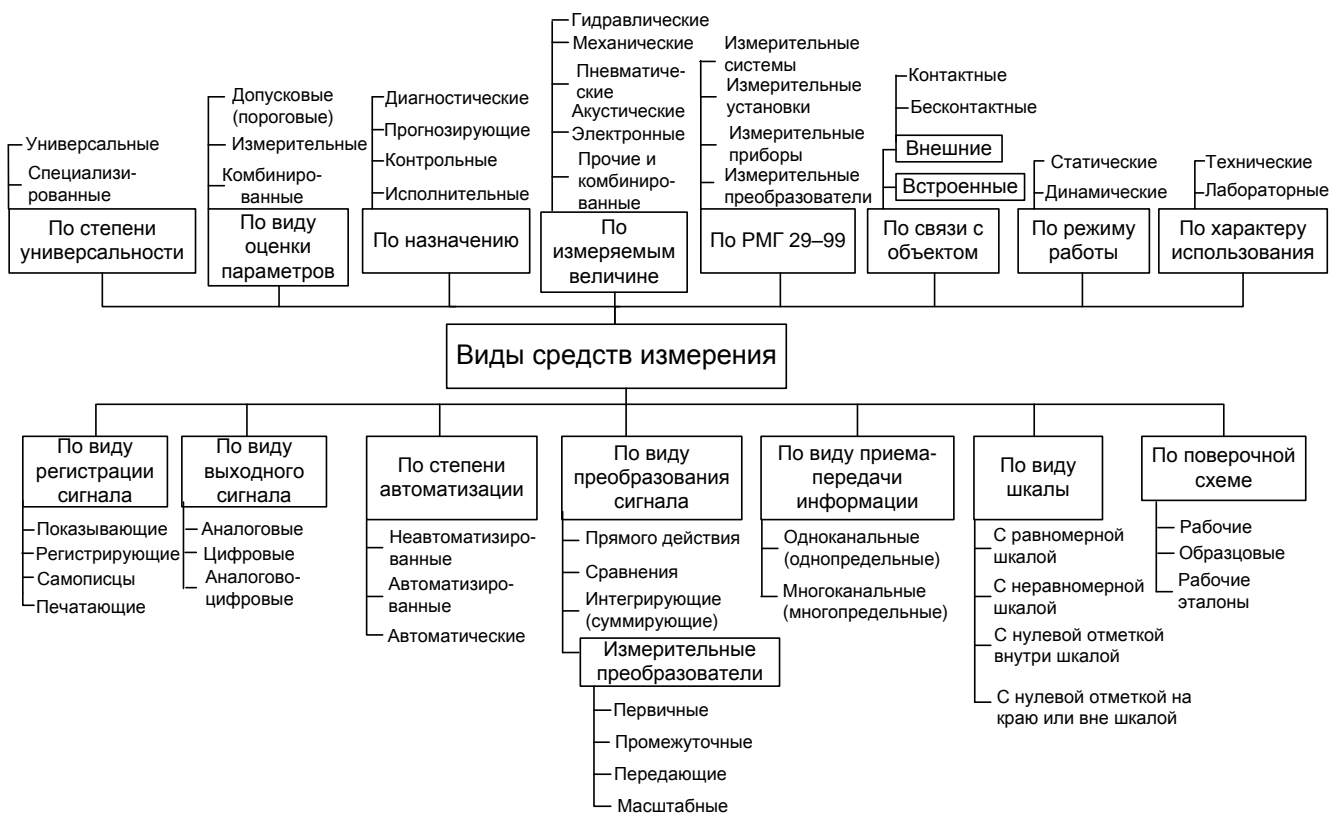 Универсальные
Специализи-
рованные
По степени
универсальности
Допусковые
(пороговые)
Измерительные
Комбиниро-
ванные
По виду
оценки
параметров
Диагностические
Прогнозирующие
Контрольные
Исполнительные
По назначению
Гидравлические
Механические
Пневматиче-
ские
Акустические
Электронные
Прочие и
комбиниро-
ванные
По
измеряемым
величине
Измерительные
системы
Измерительные
установки
Измерительные
приборы
Измерительные
преобразователи
По РМГ 29–99
Контактные
Бесконтактные
Внешние
Встроенные
По связи с
объектом
Статические
Динамические
По режиму
работы
Технические
Лабораторные
По характеру
использования
Виды средств измерения
По виду
регистрации
сигнала
Показывающие
Регистрирующие
Самописцы
Печатающие
По виду
выходного
сигнала
Аналоговые
Цифровые
Аналогово-
цифровые
По степени
автоматизации
Неавтоматизиро-
ванные
Автоматизиро-
ванные
Автоматические
По виду
преобразования
сигнала
Прямого действия
Сравнения
Интегрирующие
(суммирующие)
Измерительные
преобразователи
Первичные
Промежуточные
Передающие
Масштабные
По виду приема-
передачи
информации
Одноканальные
(однопредельные)
Многоканальные
(многопредельные)
По виду
шкалы
С равномерной
шкалой
С неравномерной
шкалой
С нулевой отметкой
внутри шкалой
С нулевой отметкой на
краю или вне шкалой
По поверочной
схеме
Рабочие
Образцовые
Рабочие
эталоны